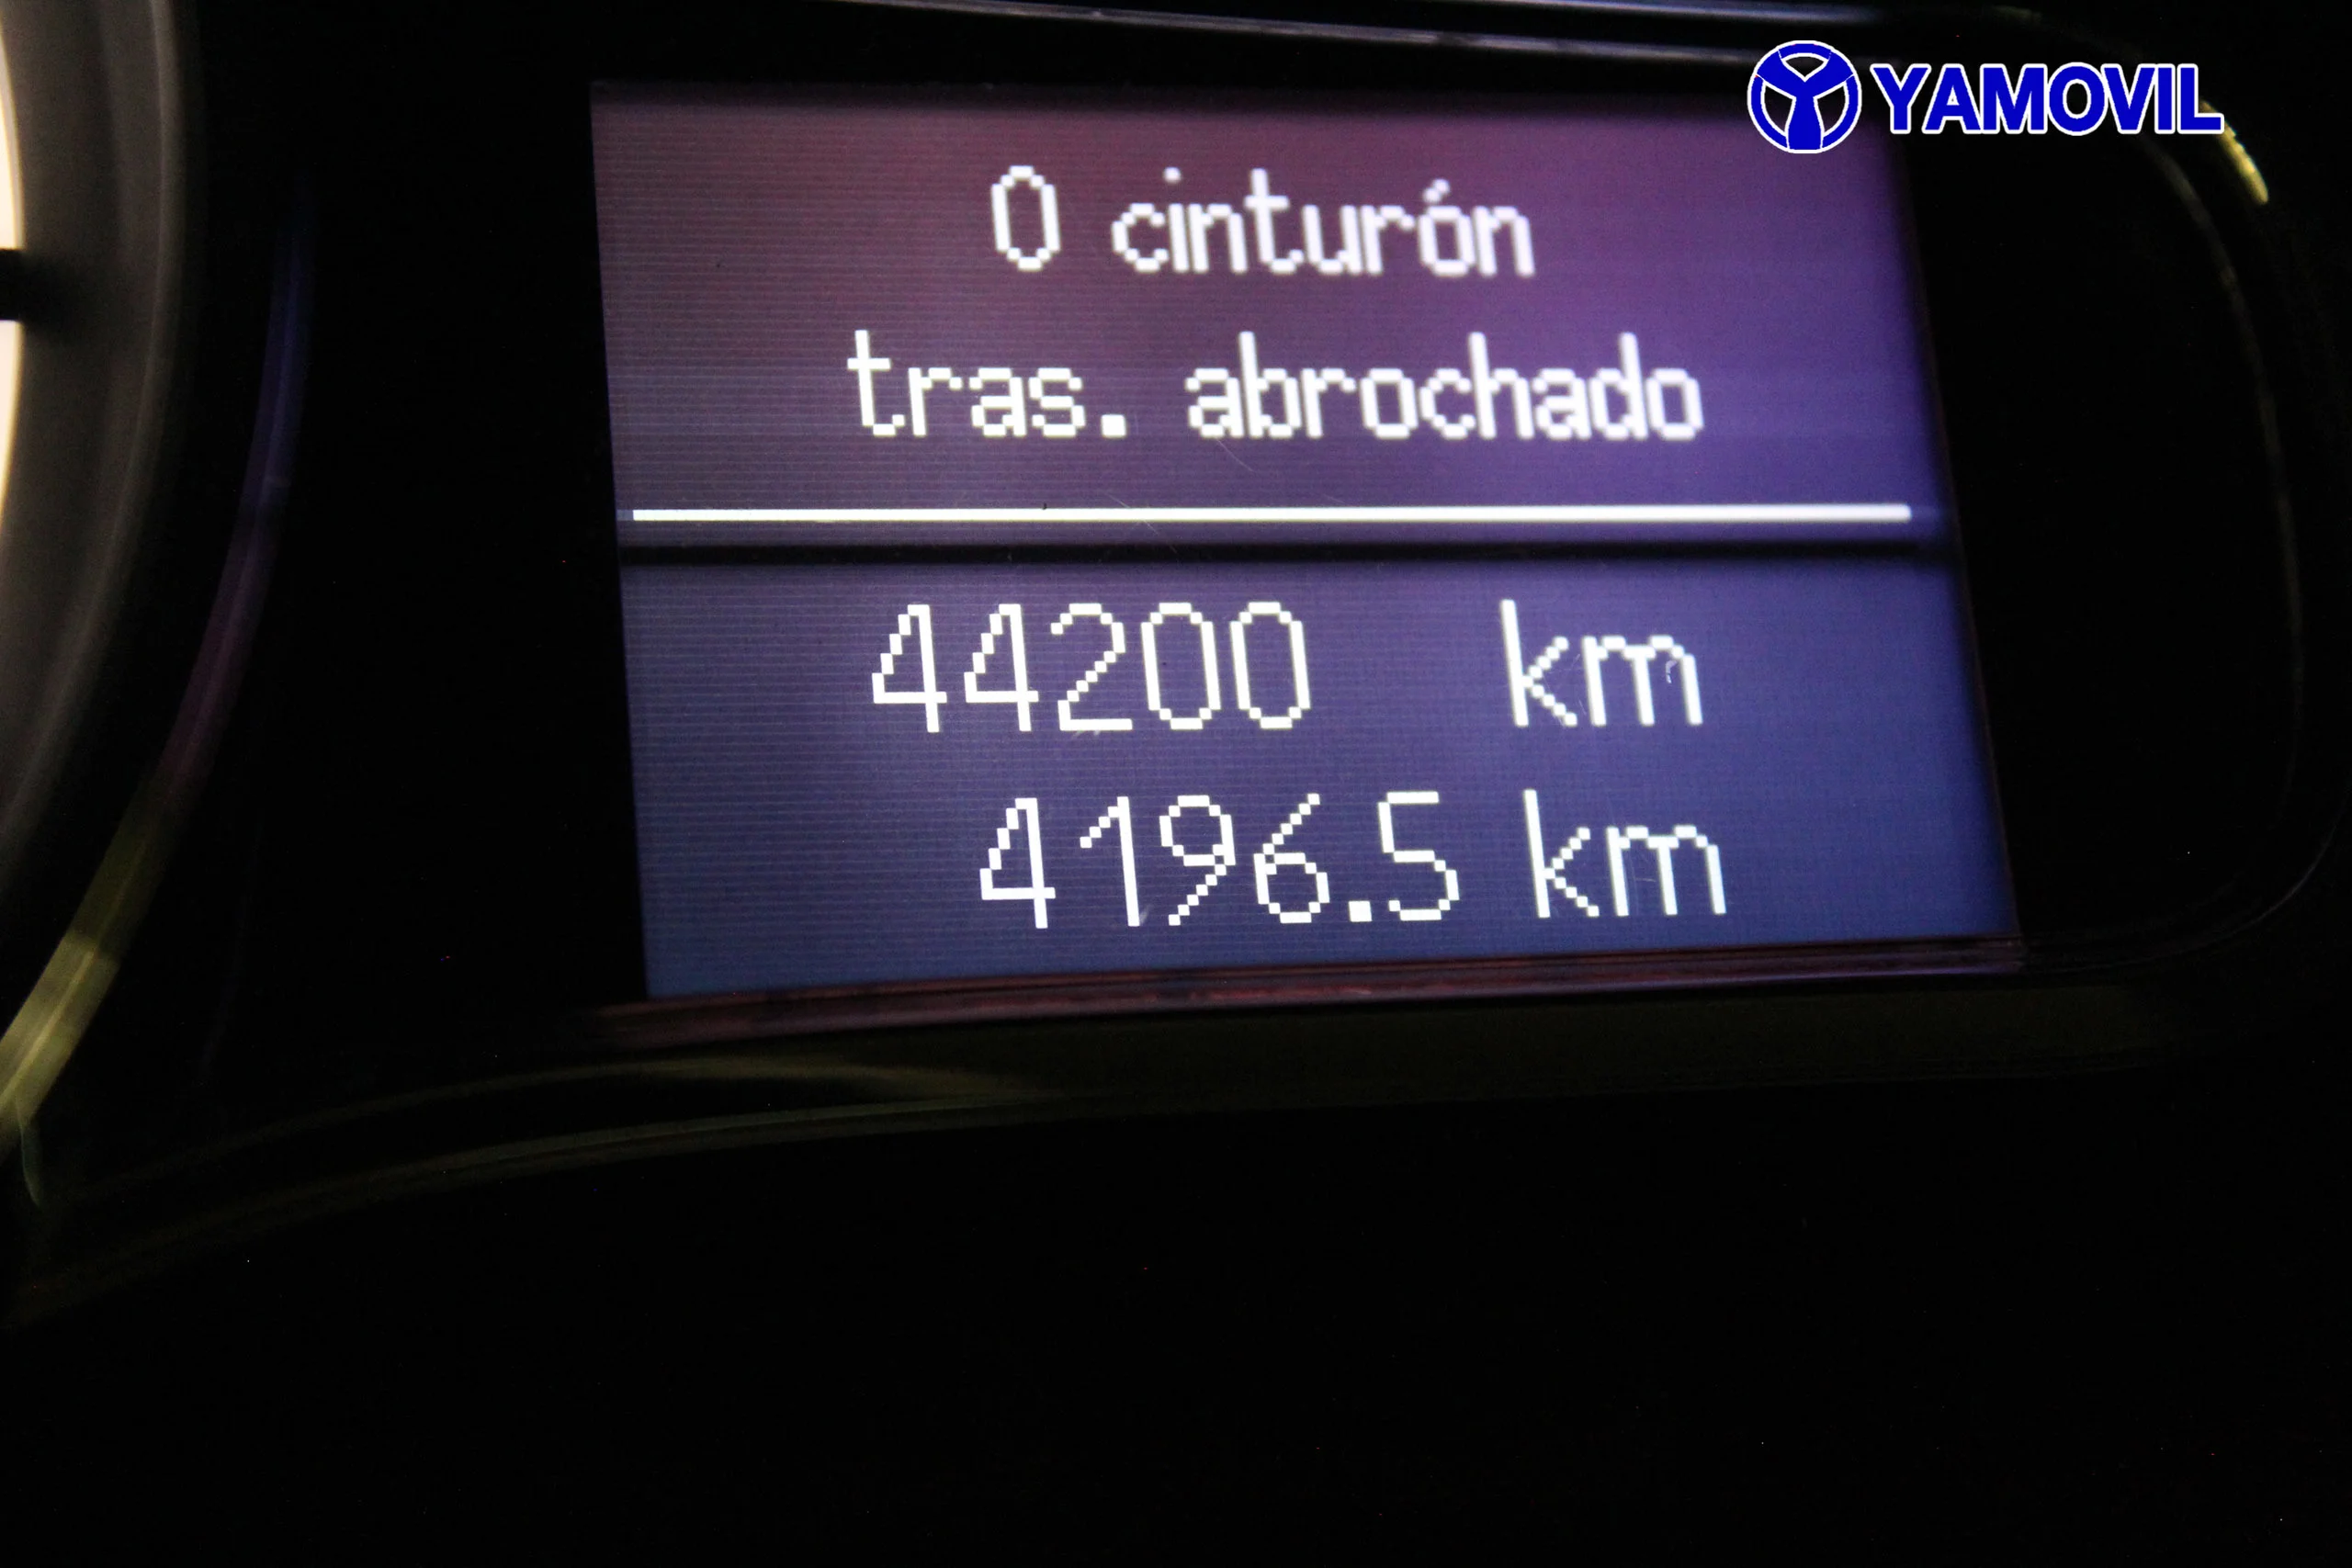 YAMOVIL
0 cinturón
tras. abrochado
44200 km
4196.5 km